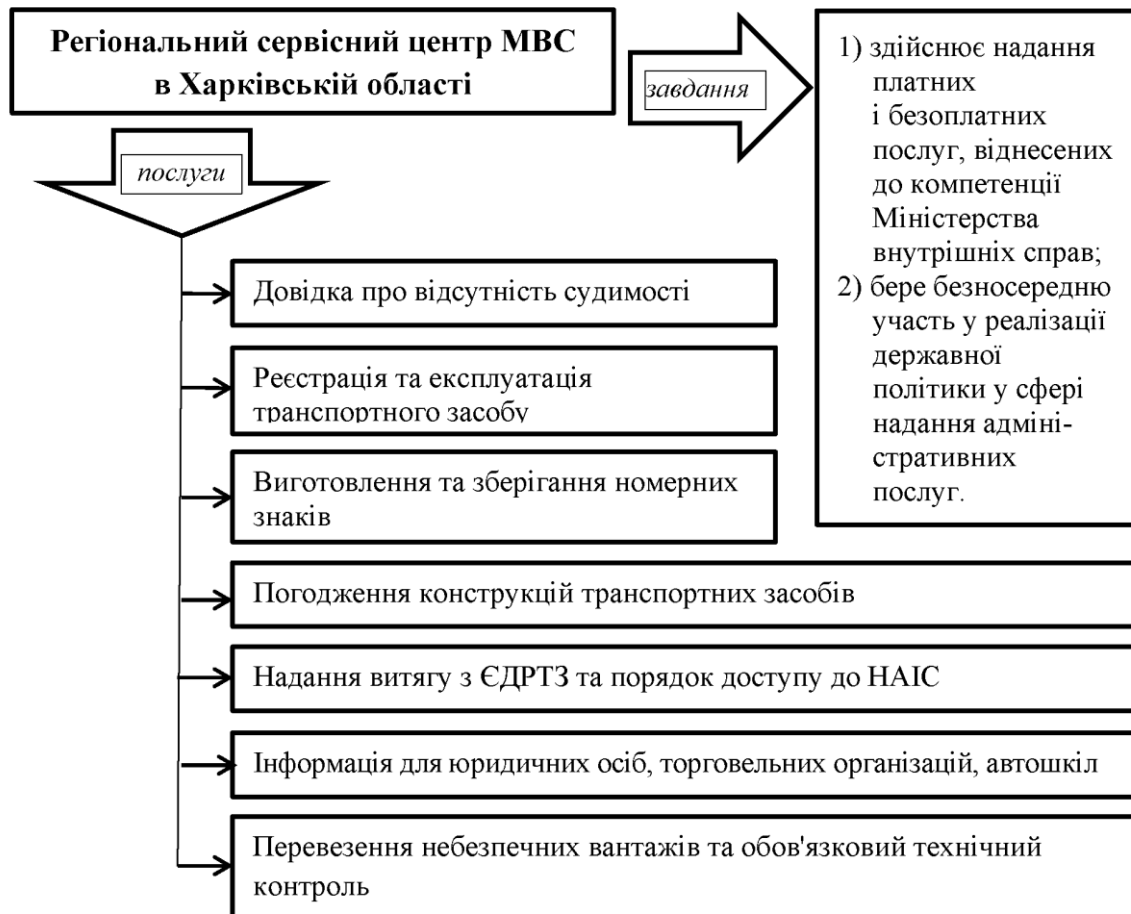 Регіональний сервісний центр МВС
в Харківській області
завдання
1) здійснює надання
платних
і безоплатних
послуг, віднесених
до компетенції
Міністерства
внутрішніх справ;
2) бере безносередню
участь у реалізації
державної
політики у сфері
надання адміні-
стративних
послуг.
послуги
Довідка про відсутність судимості
Реєстрація та експлуатація
транспортного засобу
Виготовлення та зберігання номерних
знаків
Погодження конструкцій транспортних засобів
Надання витягу з ЄДРТЗ та порядок доступу до НАІС
Інформація для юридичних осіб, торговельних організацій, автошкіл
Перевезення небезпечних вантажів та обов'язковий технічний
контроль